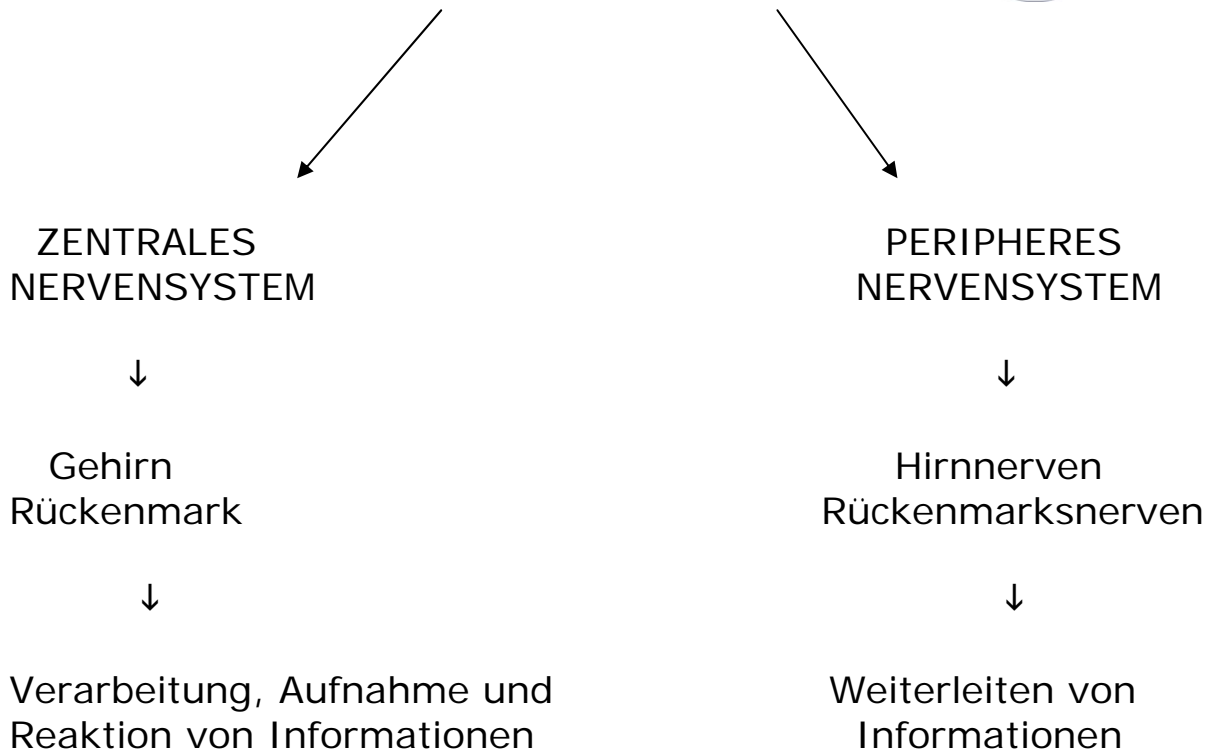 ZENTRALES
NERVENSYSTEM
↓
Gehirn
Rückenmark
↓
Verarbeitung, Aufnahme und
Reaktion von Informationen
PERIPHERES
NERVENSYSTEM
↓
Hirnnerven
Rückenmarksnerven
↓
Weiterleiten von
Informationen